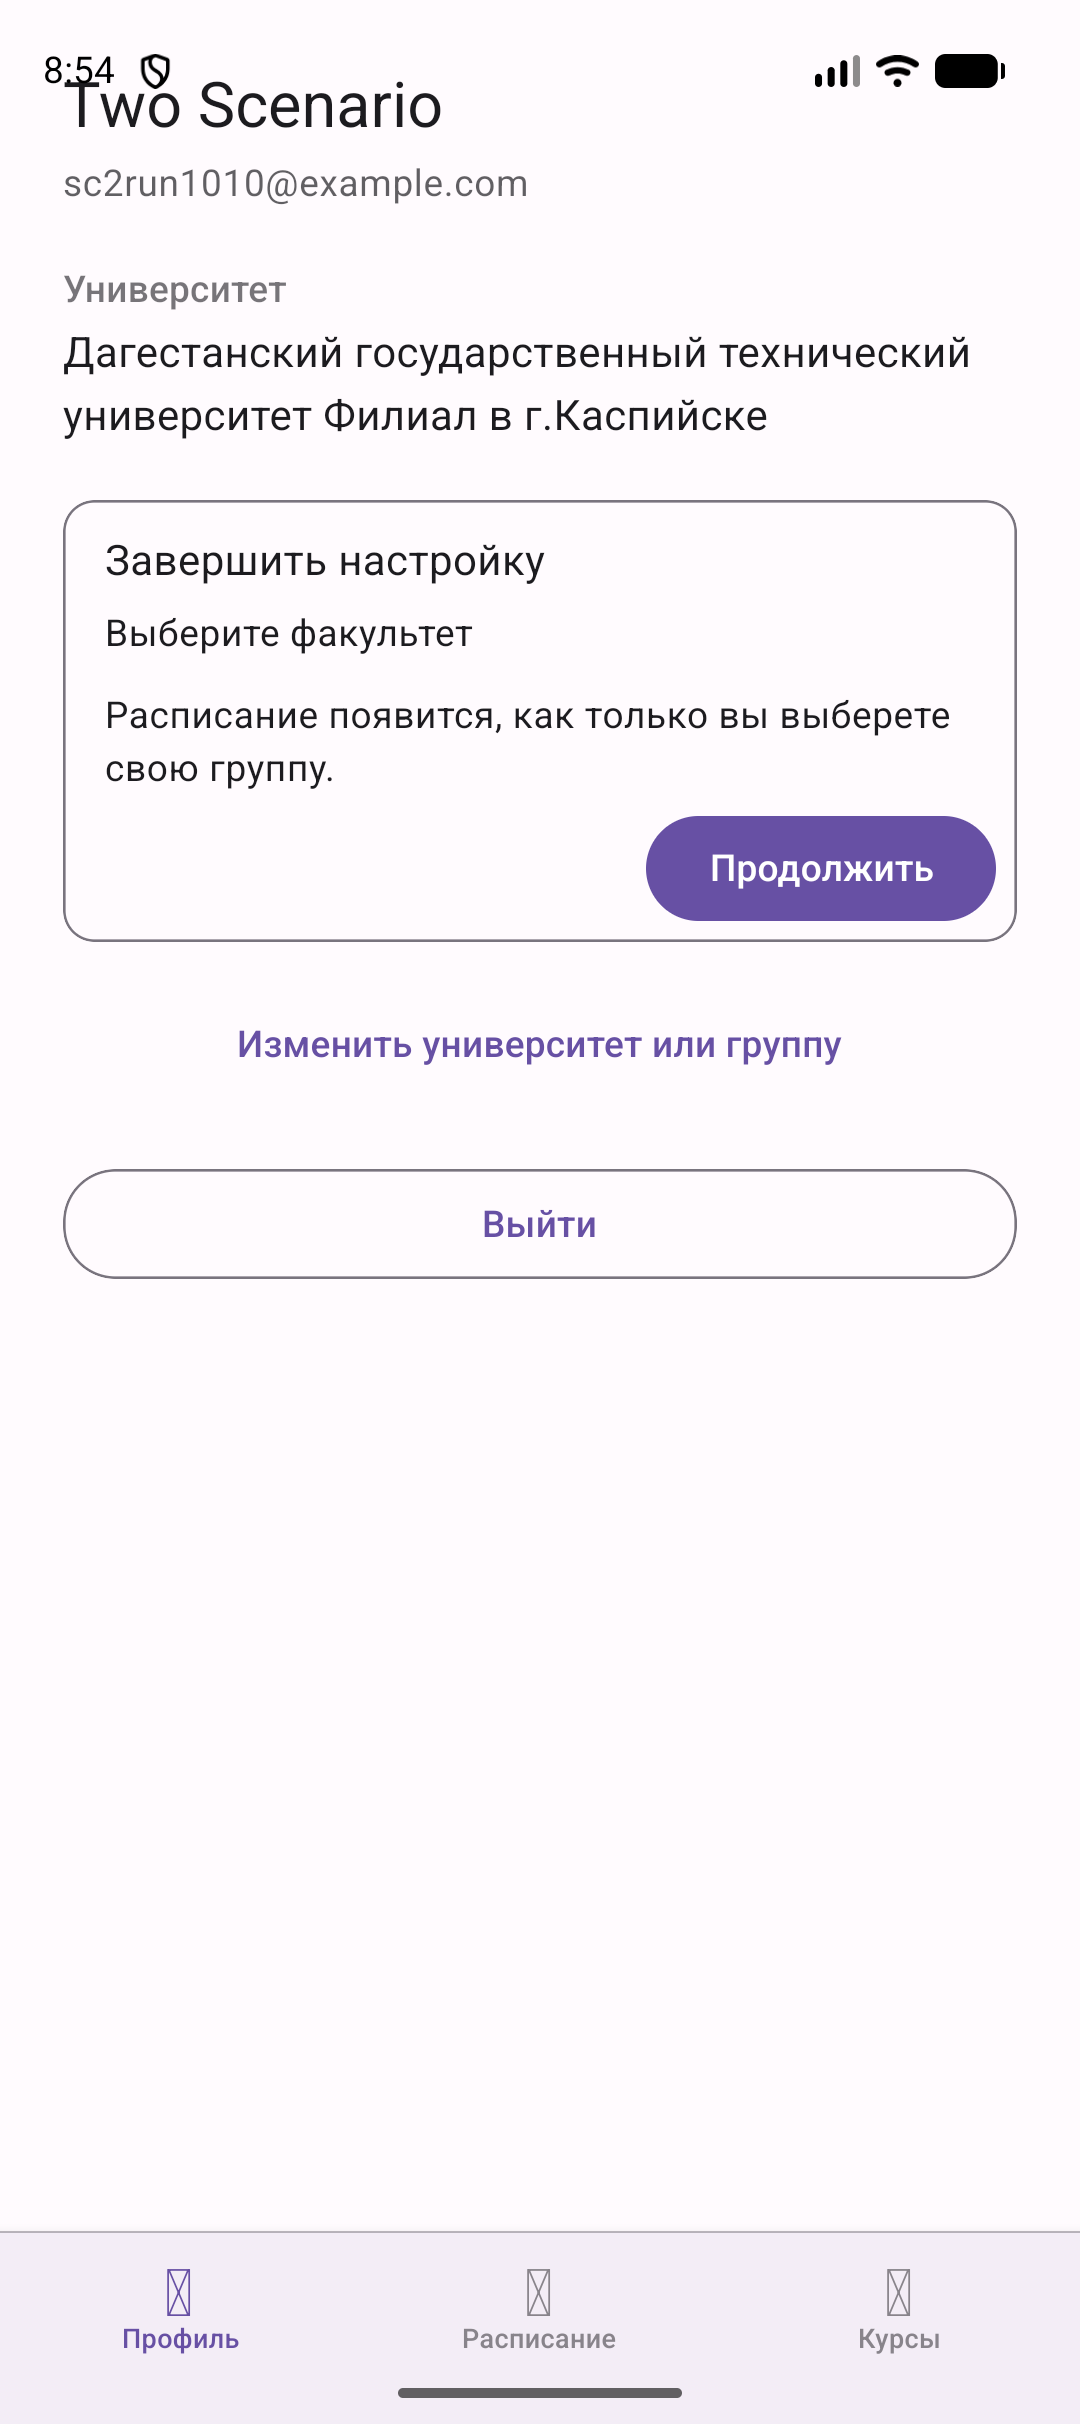 8:54
Two Scenario
sc2run1010@example.com
Университет
Дагестанский государственный технический
университет Филиал в г.Каспийске
Завершить настройку
Выберите факультет
Расписание появится, как только вы выберете
свою группу.
Продолжить
Изменить университет или группу
Выйти
Профиль
Расписание
Курсы